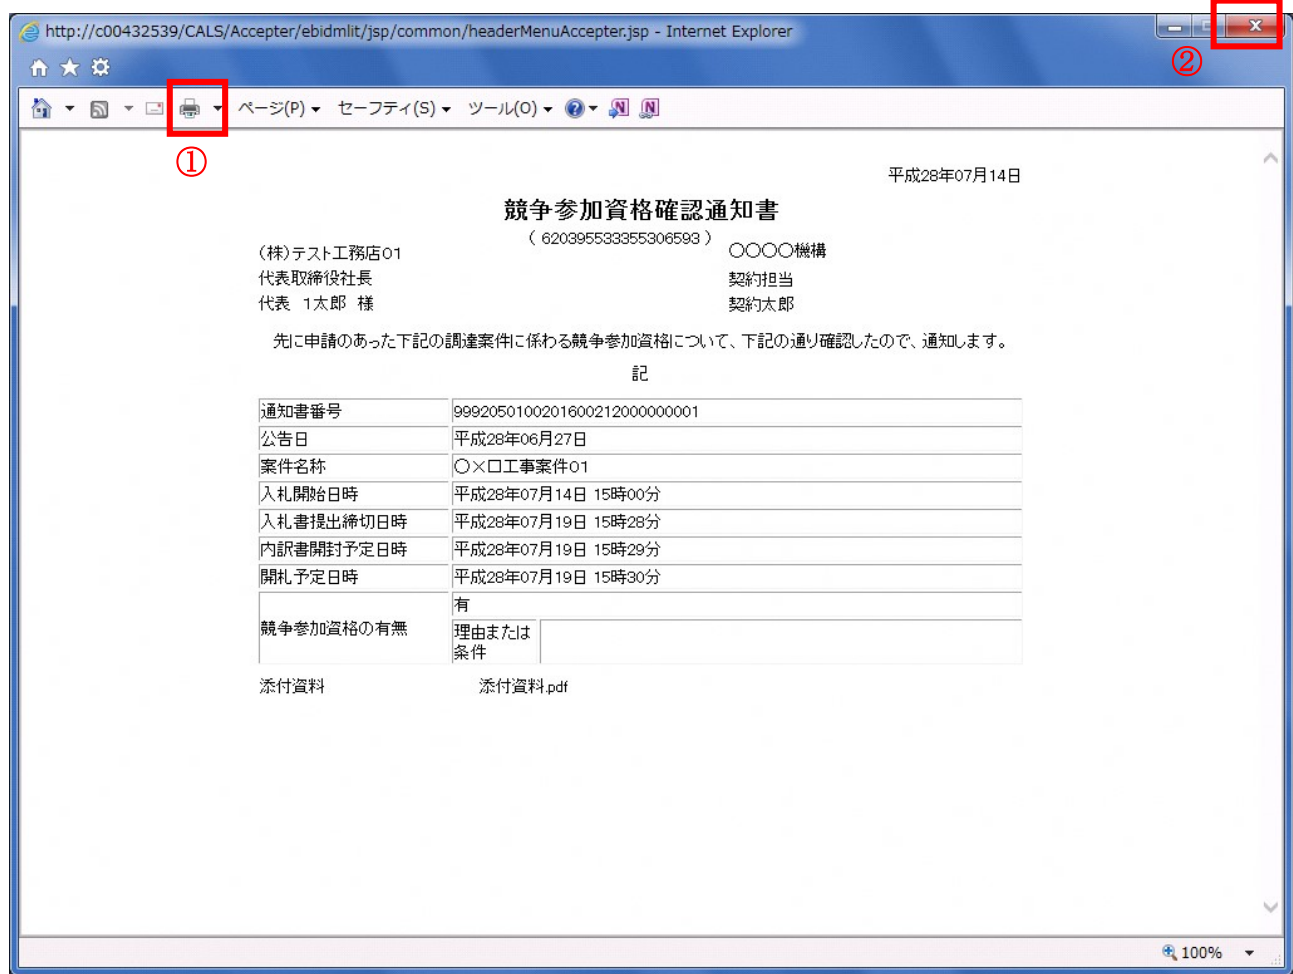 http://c00432539/CALS/Accepter/ebidmlit/jsp/common/headerMenuAccepter.jsp - Internet Explorer
②
ページ(P) セーフティ(S) ツール(O)
①
平成28年07月14日
競争参加資格確認通知書
( 620395533355306593 )
(株)テスト工務店01 〇〇〇〇機構
代表取締役社長 契約担当
代表 1太郎 様 契約太郎
先に申請のあった下記の調達案件に係わる競争参加資格について、下記の通り確認したので、通知します。
記
通知書番号 99920501002016002120000000001
公告日 平成28年06月27日
案件名称 〇×口工事案件01
入札開始日時 平成28年07月14日 15時00分
入札書提出締切日時 平成28年07月19日 15時28分
内訳書開封予定日時 平成28年07月19日 15時29分
開札予定日時 平成28年07月19日 15時30分
競争参加資格の有無 有
理由または
条件
添付資料 添付資料.pdf
100%